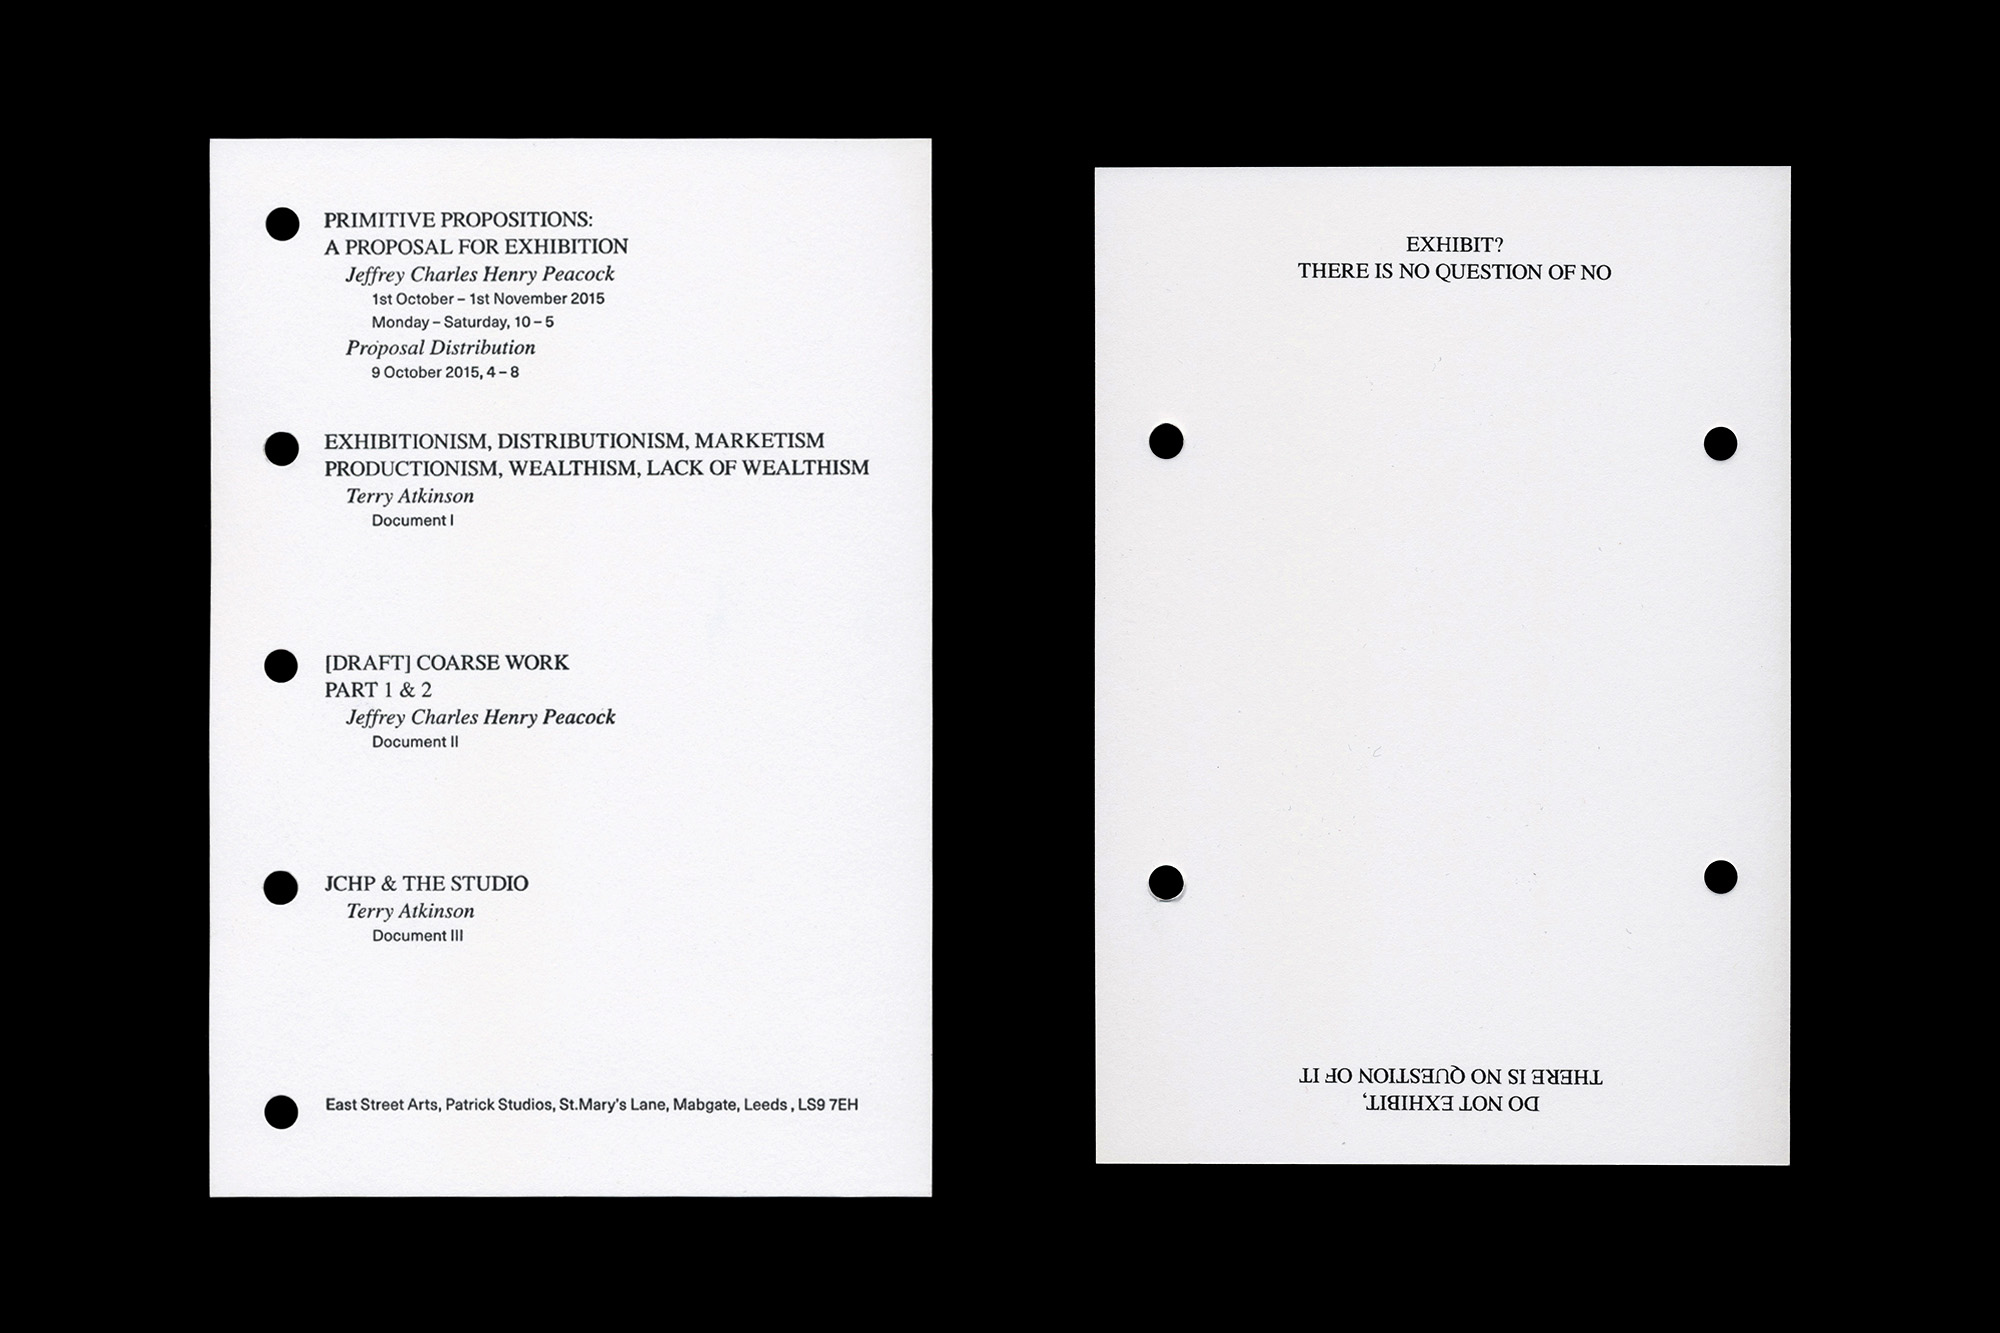 PRIMITIVE PROPOSITIONS:
A PROPOSAL FOR EXHIBITION
Jeffrey Charles Henry Peacock
1st October – 1st November 2015
Monday – Saturday, 10 – 5
Proposal Distribution
9 October 2015, 4 – 8
EXHIBITIONISM, DISTRIBUTIONISM, MARKETISM
PRODUCTIONISM, WEALTHISM, LACK OF WEALTHISM
Terry Atkinson
Document I
[DRAFT] COARSE WORK
PART 1 & 2
Jeffrey Charles Henry Peacock
Document II
JCHP & THE STUDIO
Terry Atkinson
Document III
East Street Arts, Patrick Studios, St.Mary's Lane, Mabgate, Leeds , LS9 7EH
EXHIBIT?
THERE IS NO QUESTION OF NO
DO NOT EXHIBIT,
THERE IS NO QUESTION OF IT